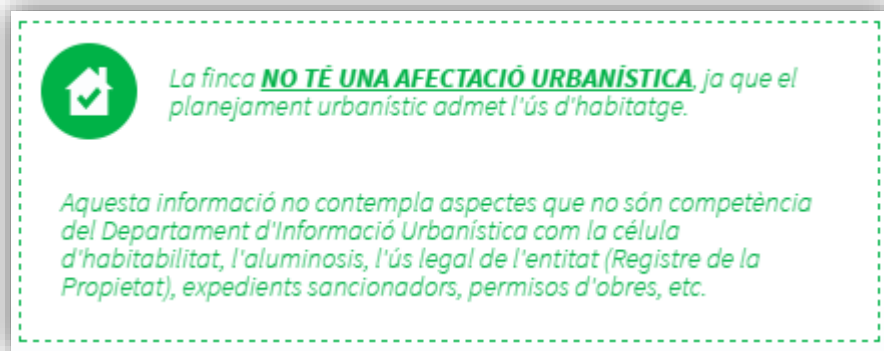 La finca NO TÉ UNA AFECTACIÓ URBANÍSTICA, ja que el
planejament urbanístic admet l'ús d'habitatge.
Aquesta informació no contempla aspectes que no són competència
del Departament d'Informació Urbanística com la célula
d'habitabilitat, l'aluminosis, l'ús legal de l'entitat (Registre de la
Propietat), expedients sancionadors, permisos d'obres, etc.